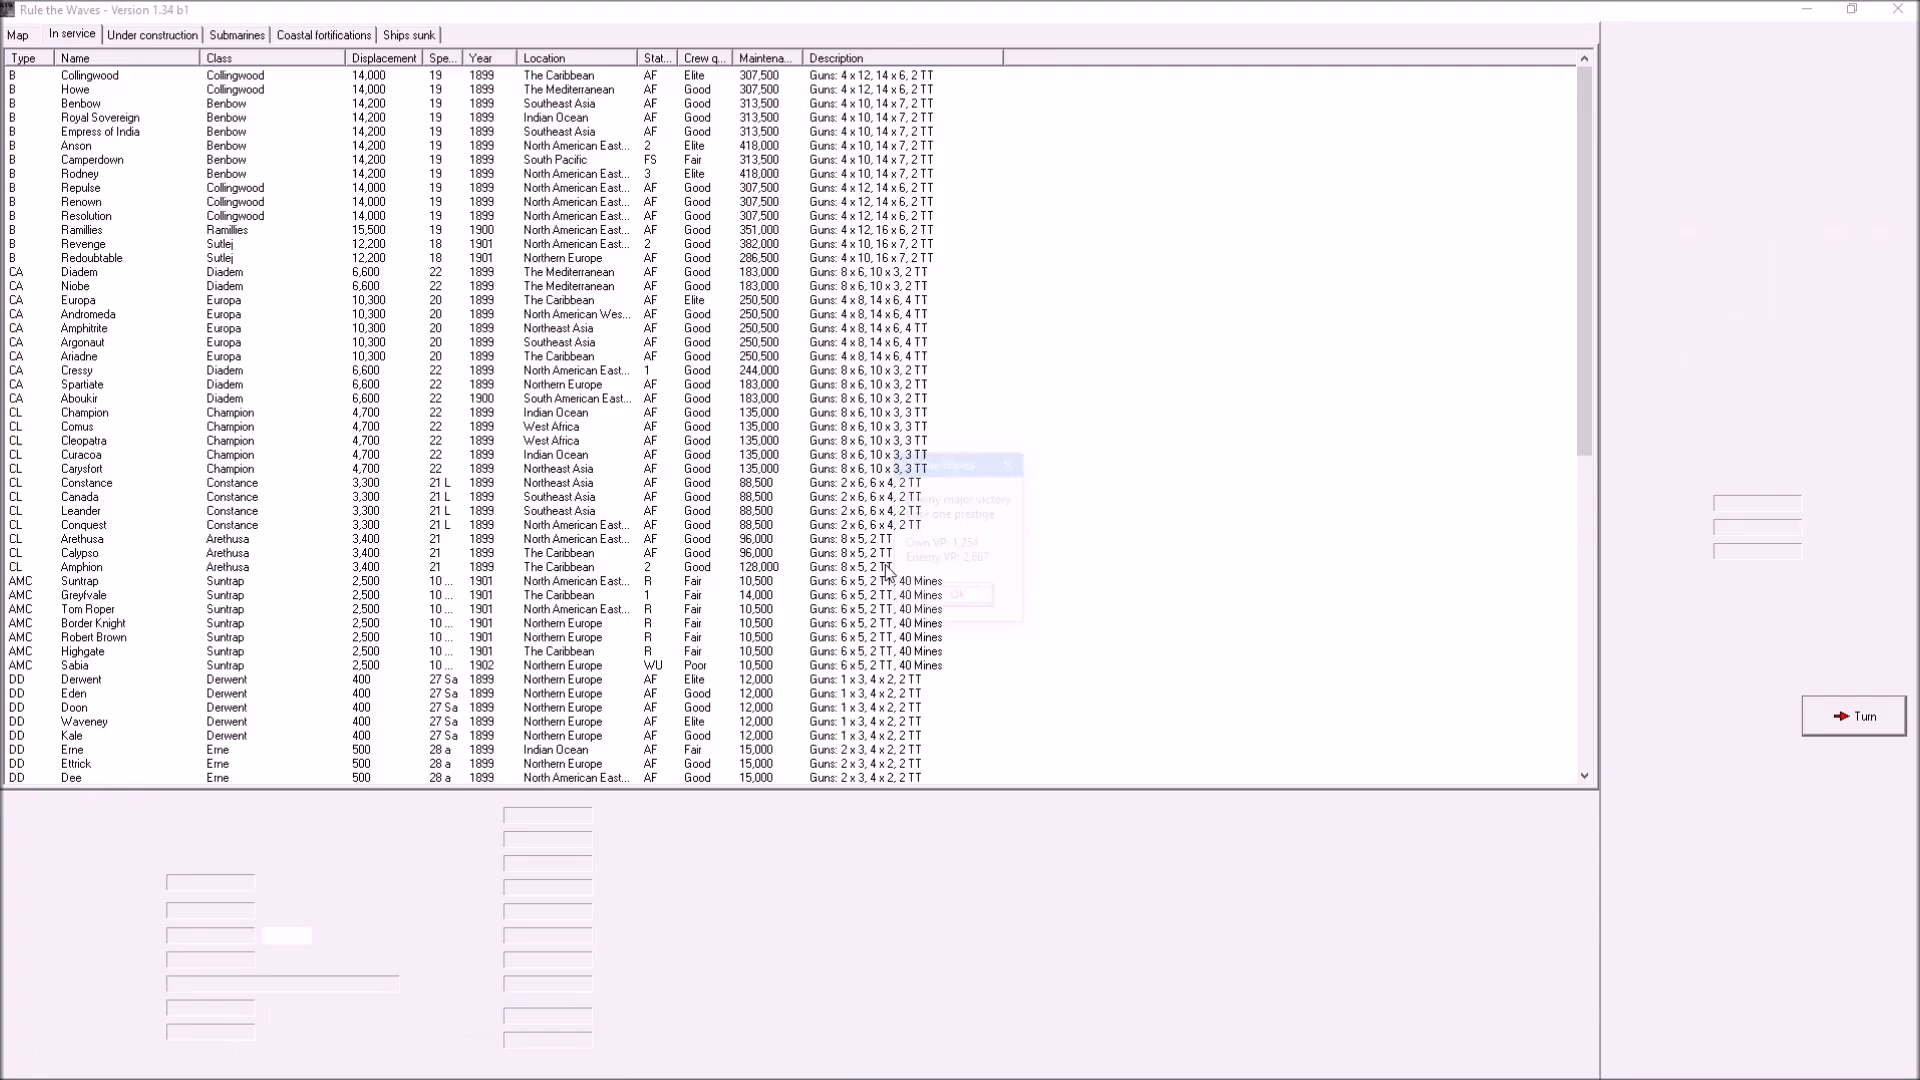 Rule the Waves - Version 1.34 b1
Map In service Under construction Submarines Coastal fortifications Ships sunk
Type Name Class Displacement Spe... Year Location Stat... Crew q... Maintena... Description
B Collingwood Collingwood 14,000 19 1899 The Caribbean AF Elite 307,500 Guns: 4 x 12, 14 x 6, 2 TT
B Howe Collingwood 14,000 19 1899 The Mediterranean AF Good 307,500 Guns: 4 x 12, 14 x 6, 2 TT
B Benbow Benbow 14,200 19 1899 Southeast Asia AF Good 313,500 Guns: 4 x 10, 14 x 7, 2 TT
B Royal Sovereign Benbow 14,200 19 1899 Indian Ocean AF Good 313,500 Guns: 4 x 10, 14 x 7, 2 TT
B Empress of India Benbow 14,200 19 1899 Southeast Asia AF Good 313,500 Guns: 4 x 10, 14 x 7, 2 TT
B Anson Benbow 14,200 19 1899 North American East... 2 Elite 418,000 Guns: 4 x 10, 14 x 7, 2 TT
B Camperdown Benbow 14,200 19 1899 South Pacific FS Fair 313,500 Guns: 4 x 10, 14 x 7, 2 TT
B Rodney Benbow 14,200 19 1899 North American East... 3 Elite 418,000 Guns: 4 x 10, 14 x 7, 2 TT
B Repulse Collingwood 14,000 19 1899 North American East... AF Good 307,500 Guns: 4 x 12, 14 x 6, 2 TT
B Renown Collingwood 14,000 19 1899 North American East... AF Good 307,500 Guns: 4 x 12, 14 x 6, 2 TT
B Resolution Collingwood 14,000 19 1899 North American East... AF Good 307,500 Guns: 4 x 12, 14 x 6, 2 TT
B Ramillies Ramillies 15,500 19 1900 North American East... AF Good 351,000 Guns: 4 x 12, 16 x 6, 2 TT
B Revenge Sutlej 12,200 18 1901 North American East... 2 Good 382,000 Guns: 4 x 10, 16 x 7, 2 TT
B Redoubtable Sutlej 12,200 18 1901 Northern Europe AF Good 286,500 Guns: 4 x 10, 16 x 7, 2 TT
CA Diadem Diadem 6,600 22 1899 The Mediterranean AF Good 183,000 Guns: 8 x 6, 10 x 3, 2 TT
CA Niobe Diadem 6,600 22 1899 The Mediterranean AF Good 183,000 Guns: 8 x 6, 10 x 3, 2 TT
CA Europa Europa 10,300 20 1899 The Caribbean AF Elite 250,500 Guns: 4 x 8, 14 x 6, 4 TT
CA Andromeda Europa 10,300 20 1899 North American Wes... AF Good 250,500 Guns: 4 x 8, 14 x 6, 4 TT
CA Amphitrite Europa 10,300 20 1899 Northeast Asia AF Good 250,500 Guns: 4 x 8, 14 x 6, 4 TT
CA Argonaut Europa 10,300 20 1899 Southeast Asia AF Good 250,500 Guns: 4 x 8, 14 x 6, 4 TT
CA Ariadne Europa 10,300 20 1899 The Caribbean AF Good 250,500 Guns: 4 x 8, 14 x 6, 4 TT
CA Cressy Diadem 6,600 22 1899 North American East... 1 Good 244,000 Guns: 8 x 6, 10 x 3, 2 TT
CA Spartiate Diadem 6,600 22 1899 Northern Europe AF Good 183,000 Guns: 8 x 6, 10 x 3, 2 TT
CA Aboukir Diadem 6,600 22 1900 South American East... AF Good 183,000 Guns: 8 x 6, 10 x 3, 2 TT
CL Champion Champion 4,700 22 1899 Indian Ocean AF Good 135,000 Guns: 8 x 6, 10 x 3, 3 TT
CL Comus Champion 4,700 22 1899 West Africa AF Good 135,000 Guns: 8 x 6, 10 x 3, 3 TT
CL Cleopatra Champion 4,700 22 1899 West Africa AF Good 135,000 Guns: 8 x 6, 10 x 3, 3 TT
CL Curacoa Champion 4,700 22 1899 Indian Ocean AF Good 135,000 Guns: 8 x 6, 10 x 3, 3 TT
CL Carysfort Champion 4,700 22 1899 Northeast Asia AF Good 135,000 Guns: 8 x 6, 10 x 3, 3 TT
CL Constance Constance 3,300 21 L 1899 Northeast Asia AF Good 88,500 Guns: 2 x 6, 6 x 4, 2 TT
CL Canada Constance 3,300 21 L 1899 Southeast Asia AF Good 88,500 Guns: 2 x 6, 6 x 4, 2 TT
major victory
CL Leander Constance 3,300 21 L 1899 Southeast Asia AF Good 88,500 Guns: 2 x 6, 6 x 4, 2 TT
one prestige
CL Conquest Constance 3,300 21 L 1899 North American East... AF Good 88,500 Guns: 2 x 6, 6 x 4, 2 TT
CL Arethusa Arethusa 3,400 21 1899 North American East... AF Good 96,000 Guns: 8 x 5, 2 TT
Own VP: 1,254
CL Calypso Arethusa 3,400 21 1899 The Caribbean AF Good 96,000 Guns: 8 x 5, 2 TT
Enemy VP: 2,667
CL Amphion Arethusa 3,400 21 1899 The Caribbean 2 Good 128,000 Guns: 8 x 5, 2 TT
AMC Suntrap Suntrap 2,500 10 ... 1901 North American East... R Fair 10,500 Guns: 6 x 5, 2 TT, 40 Mines
AMC Greyfvale Suntrap 2,500 10 ... 1901 The Caribbean 1 Fair 14,000 Guns: 6 x 5, 2 TT, 40 Mines
OK
AMC Tom Roper Suntrap 2,500 10 ... 1901 North American East... R Fair 10,500 Guns: 6 x 5, 2 TT, 40 Mines
AMC Border Knight Suntrap 2,500 10 ... 1901 Northern Europe R Fair 10,500 Guns: 6 x 5, 2 TT, 40 Mines
AMC Robert Brown Suntrap 2,500 10 ... 1901 Northern Europe R Fair 10,500 Guns: 6 x 5, 2 TT, 40 Mines
AMC Highgate Suntrap 2,500 10 ... 1901 The Caribbean R Fair 10,500 Guns: 6 x 5, 2 TT, 40 Mines
AMC Sabia Suntrap 2,500 10 ... 1902 Northern Europe WU Poor 10,500 Guns: 6 x 5, 2 TT, 40 Mines
DD Derwent Derwent 400 27 Sa 1899 Northern Europe AF Elite 12,000 Guns: 1 x 3, 4 x 2, 2 TT
DD Eden Derwent 400 27 Sa 1899 Northern Europe AF Good 12,000 Guns: 1 x 3, 4 x 2, 2 TT
DD Doon Derwent 400 27 Sa 1899 Northern Europe AF Good 12,000 Guns: 1 x 3, 4 x 2, 2 TT
DD Waveney Derwent 400 27 Sa 1899 Northern Europe AF Elite 12,000 Guns: 1 x 3, 4 x 2, 2 TT
DD Kale Derwent 400 27 Sa 1899 Northern Europe AF Good 12,000 Guns: 1 x 3, 4 x 2, 2 TT
DD Erne Erne 500 28 a 1899 Indian Ocean AF Fair 15,000 Guns: 2 x 3, 4 x 2, 2 TT
DD Ettrick Erne 500 28 a 1899 Northern Europe AF Good 15,000 Guns: 2 x 3, 4 x 2, 2 TT
DD Dee Erne 500 28 a 1899 North American East... AF Good 15,000 Guns: 2 x 3, 4 x 2, 2 TT
Turn